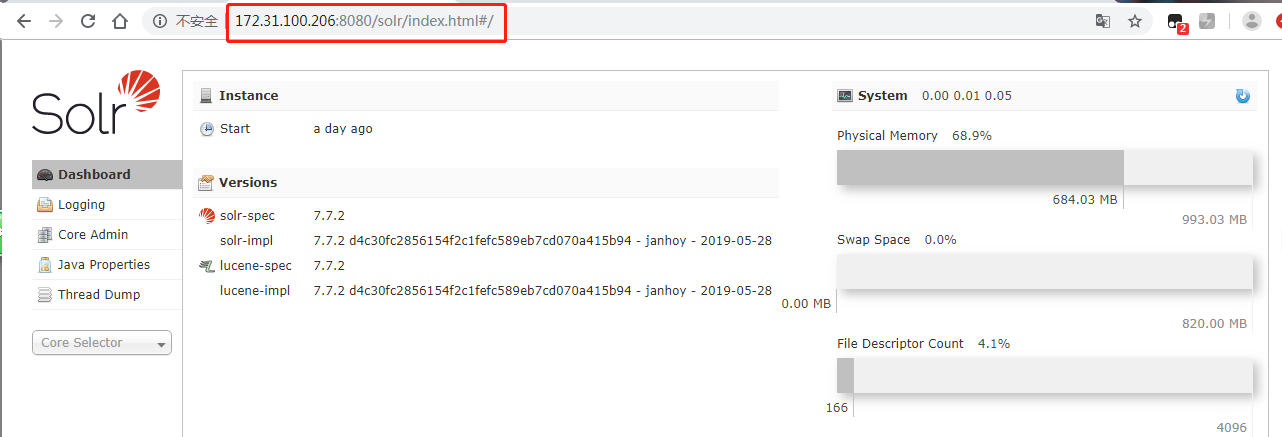 不安全 172.31.100.206:8080/solr/index.html#/
2
Solr
Dashboard
Logging
Core Admin
Java Properties
Thread Dump
Core Selector
Instance
Start a day ago
Versions
solr-spec 7.7.2
solr-impl 7.7.2 d4c30fc2856154f2c1fefc589eb7cd070a415b94 - janhoy - 2019-05-28
lucene-spec 7.7.2
lucene-impl 7.7.2 d4c30fc2856154f2c1fefc589eb7cd070a415b94 - janhoy - 2019-05-28
System 0.00 0.01 0.05
Physical Memory 68.9%
684.03 MB
993.03 MB
Swap Space 0.0%
0.00 MB
820.00 MB
File Descriptor Count 4.1%
166
4096